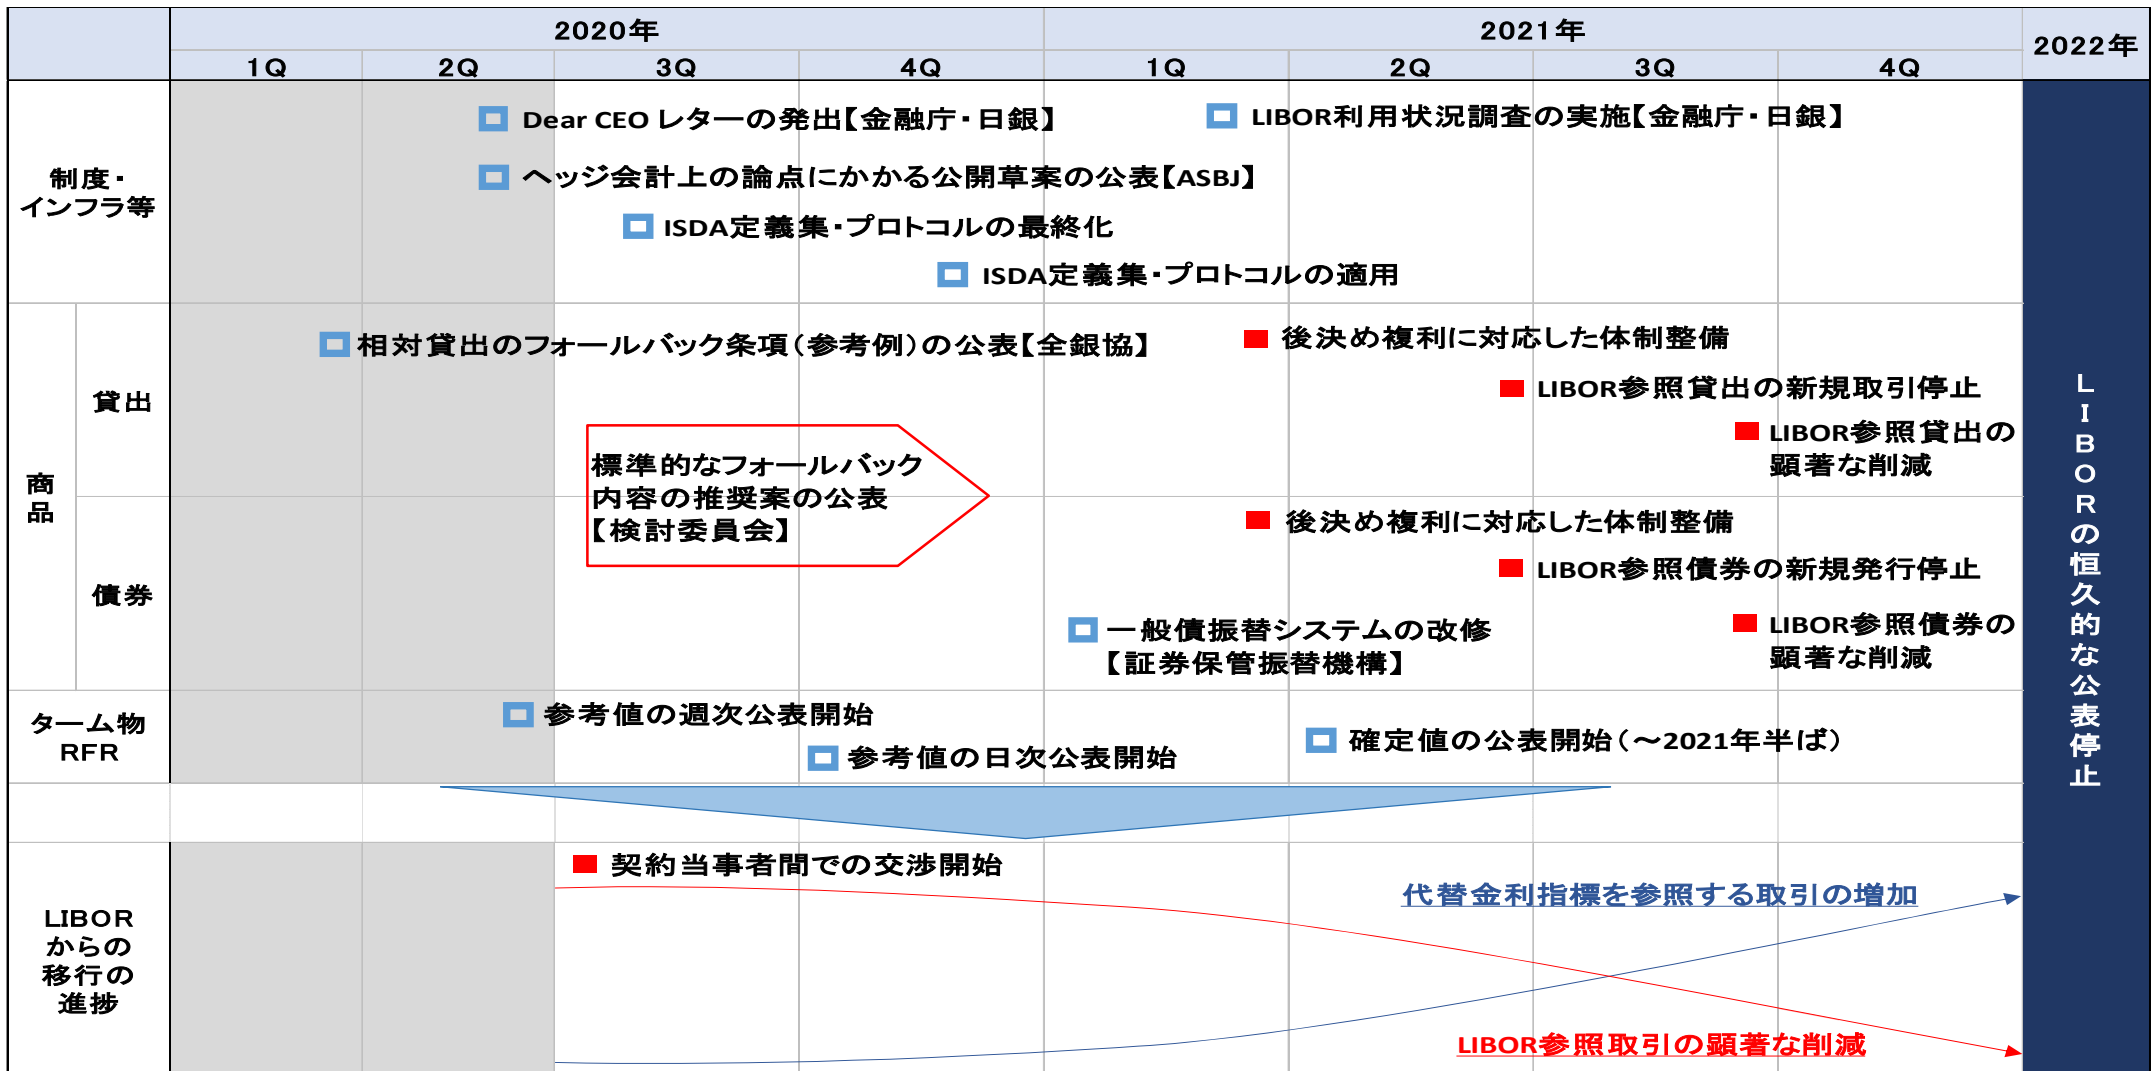 2020年
2021年
2022年
1Q
2Q
3Q
4Q
1Q
2Q
3Q
4Q
制度・
インフラ等
Dear CEO レターの発出【金融庁・日銀】
LIBOR利用状況調査の実施【金融庁・日銀】
ヘッジ会計上の論点にかかる公開草案の公表【ASBJ】
ISDA定義集・プロトコルの最終化
ISDA定義集・プロトコルの適用
商品
貸出
相対貸出のフォールバック条項（参考例）の公表【全銀協】
後決め複利に対応した体制整備
LIBOR参照貸出の新規取引停止
LIBOR参照貸出の
顕著な削減
標準的なフォールバック
内容の推奨案の公表
【検討委員会】
債券
後決め複利に対応した体制整備
LIBOR参照債券の新規発行停止
LIBOR参照債券の
顕著な削減
一般債振替システムの改修
【証券保管振替機構】
ターム物
RFR
参考値の週次公表開始
参考値の日次公表開始
確定値の公表開始（～2021年半ば）
LIBOR
からの
移行の
進捗
契約当事者間での交渉開始
代替金利指標を参照する取引の増加
LIBOR参照取引の顕著な削減
LIBORの恒久的な公表停止